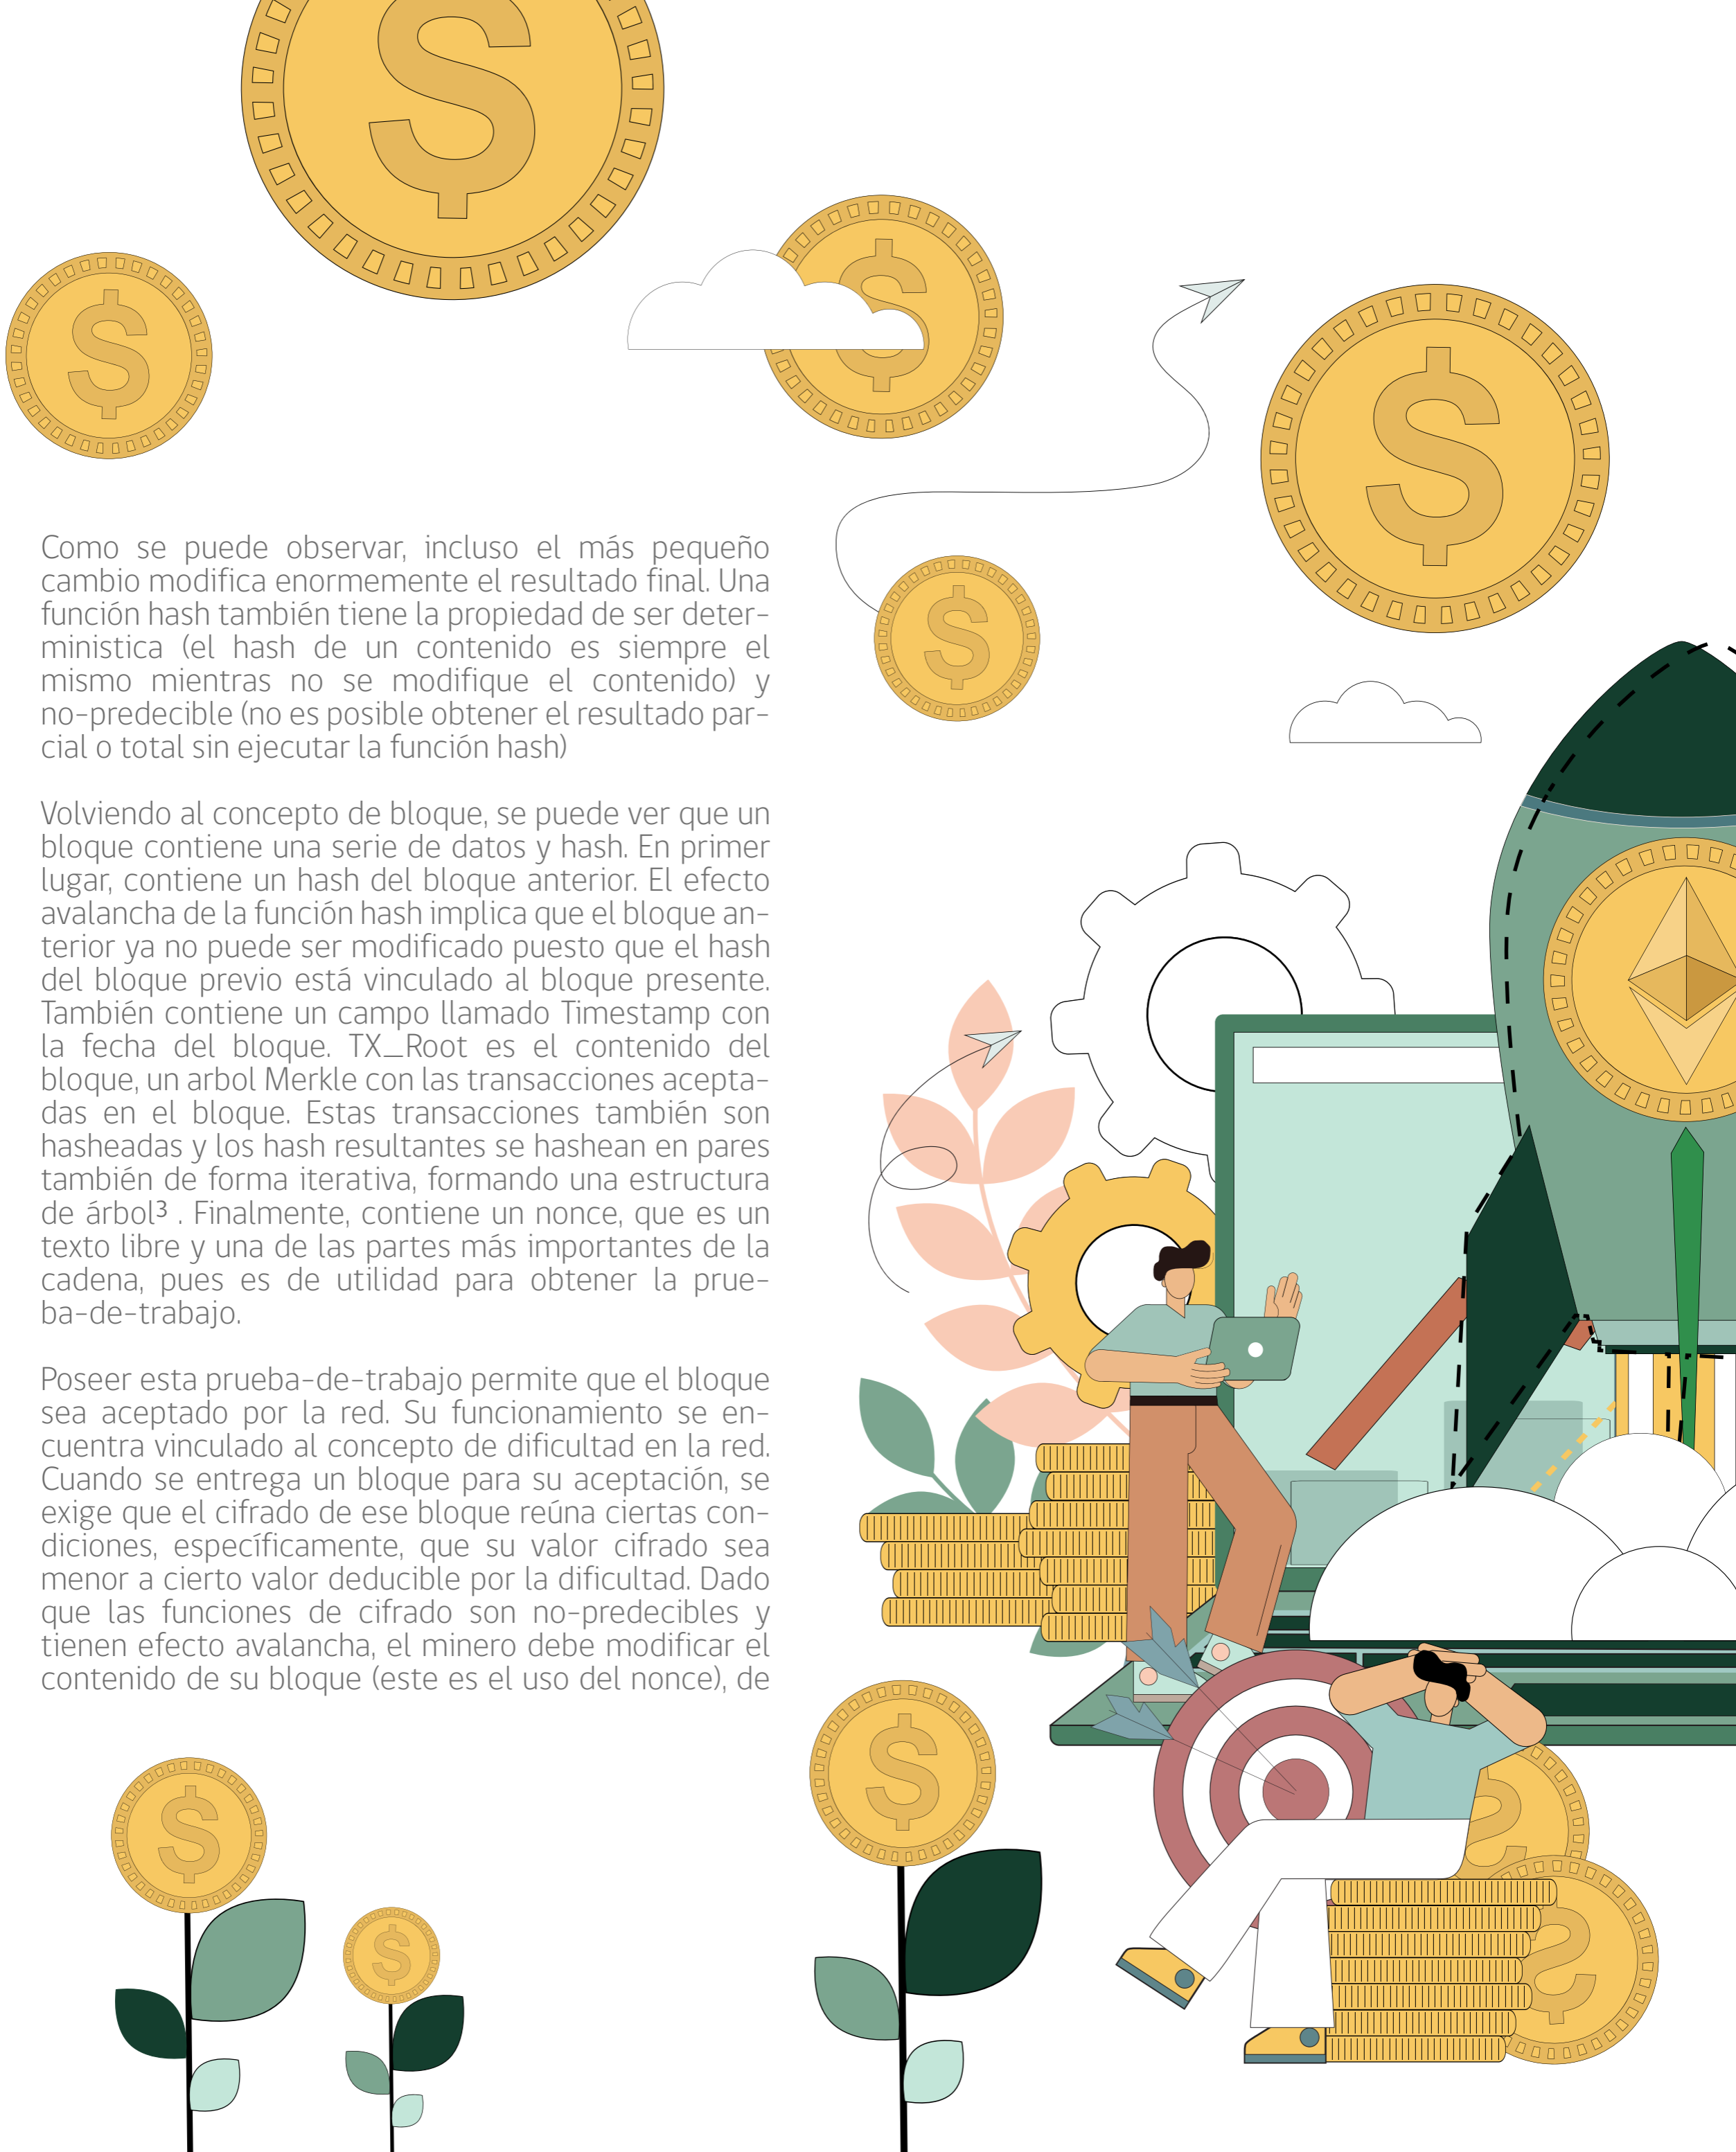 Como se puede observar, incluso el más pequeño
cambio modifica enormemente el resultado final. Una
función hash también tiene la propiedad de ser deter-
ministica (el hash de un contenido es siempre el
mismo mientras no se modifique el contenido) y
no-predecible (no es posible obtener el resultado par-
cial o total sin ejecutar la función hash)
Volviendo al concepto de bloque, se puede ver que un
bloque contiene una serie de datos y hash. En primer
lugar, contiene un hash del bloque anterior. El efecto
avalancha de la función hash implica que el bloque an-
terior ya no puede ser modificado puesto que el hash
del bloque previo está vinculado al bloque presente.
También contiene un campo llamado Timestamp con
la fecha del bloque. TX_Root es el contenido del
bloque, un arbol Merkle con las transacciones acepta-
das en el bloque. Estas transacciones también son
hasheadas y los hash resultantes se hashean en pares
también de forma iterativa, formando una estructura
de árbol³ . Finalmente, contiene un nonce, que es un
texto libre y una de las partes más importantes de la
cadena, pues es de utilidad para obtener la prue-
ba-de-trabajo.
Poseer esta prueba-de-trabajo permite que el bloque
sea aceptado por la red. Su funcionamiento se en-
cuentra vinculado al concepto de dificultad en la red.
Cuando se entrega un bloque para su aceptación, se
exige que el cifrado de ese bloque reúna ciertas con-
diciones, específicamente, que su valor cifrado sea
menor a cierto valor deducible por la dificultad. Dado
que las funciones de cifrado son no-predecibles y
tienen efecto avalancha, el minero debe modificar el
contenido de su bloque (este es el uso del nonce), de